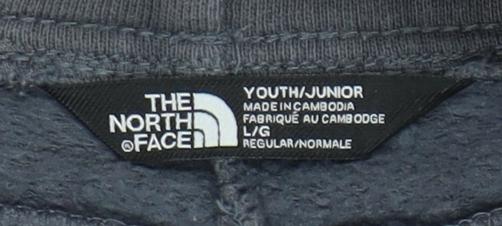 THE
NORTH
®FACE
YOUTH/JUNIOR
MADE IN CAMBODIA
FABRIQUÉ AU CAMBODGE
L/G
REGULAR/NORMALE